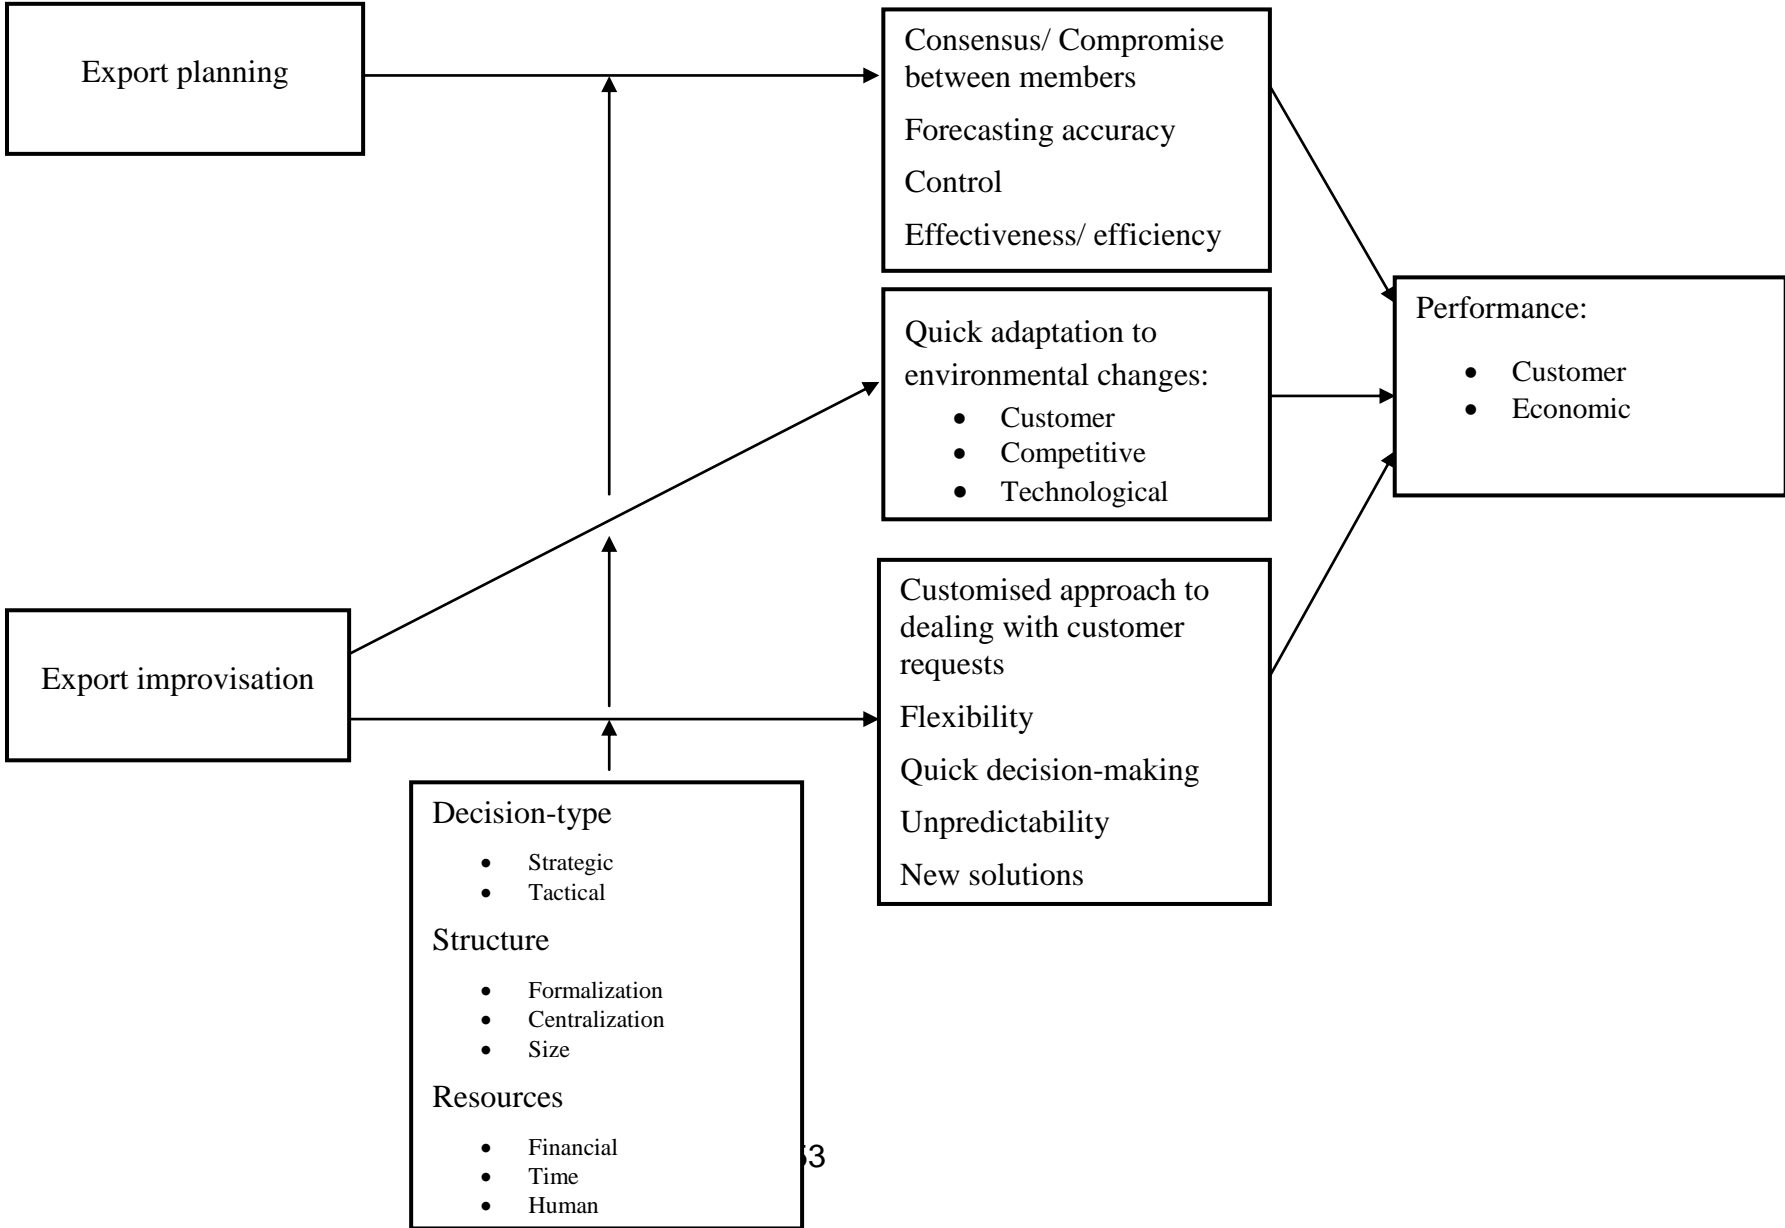 Export planning
Consensus/ Compromise
between members
Forecasting accuracy
Control
Effectiveness/ efficiency
Quick adaptation to
environmental changes:
• Customer
• Competitive
• Technological
Performance:
• Customer
• Economic
Export improvisation
Customised approach to
dealing with customer
requests
Flexibility
Quick decision-making
Unpredictability
New solutions
Decision-type
• Strategic
• Tactical
Structure
• Formalization
• Centralization
• Size
Resources
• Financial
• Time
• Human